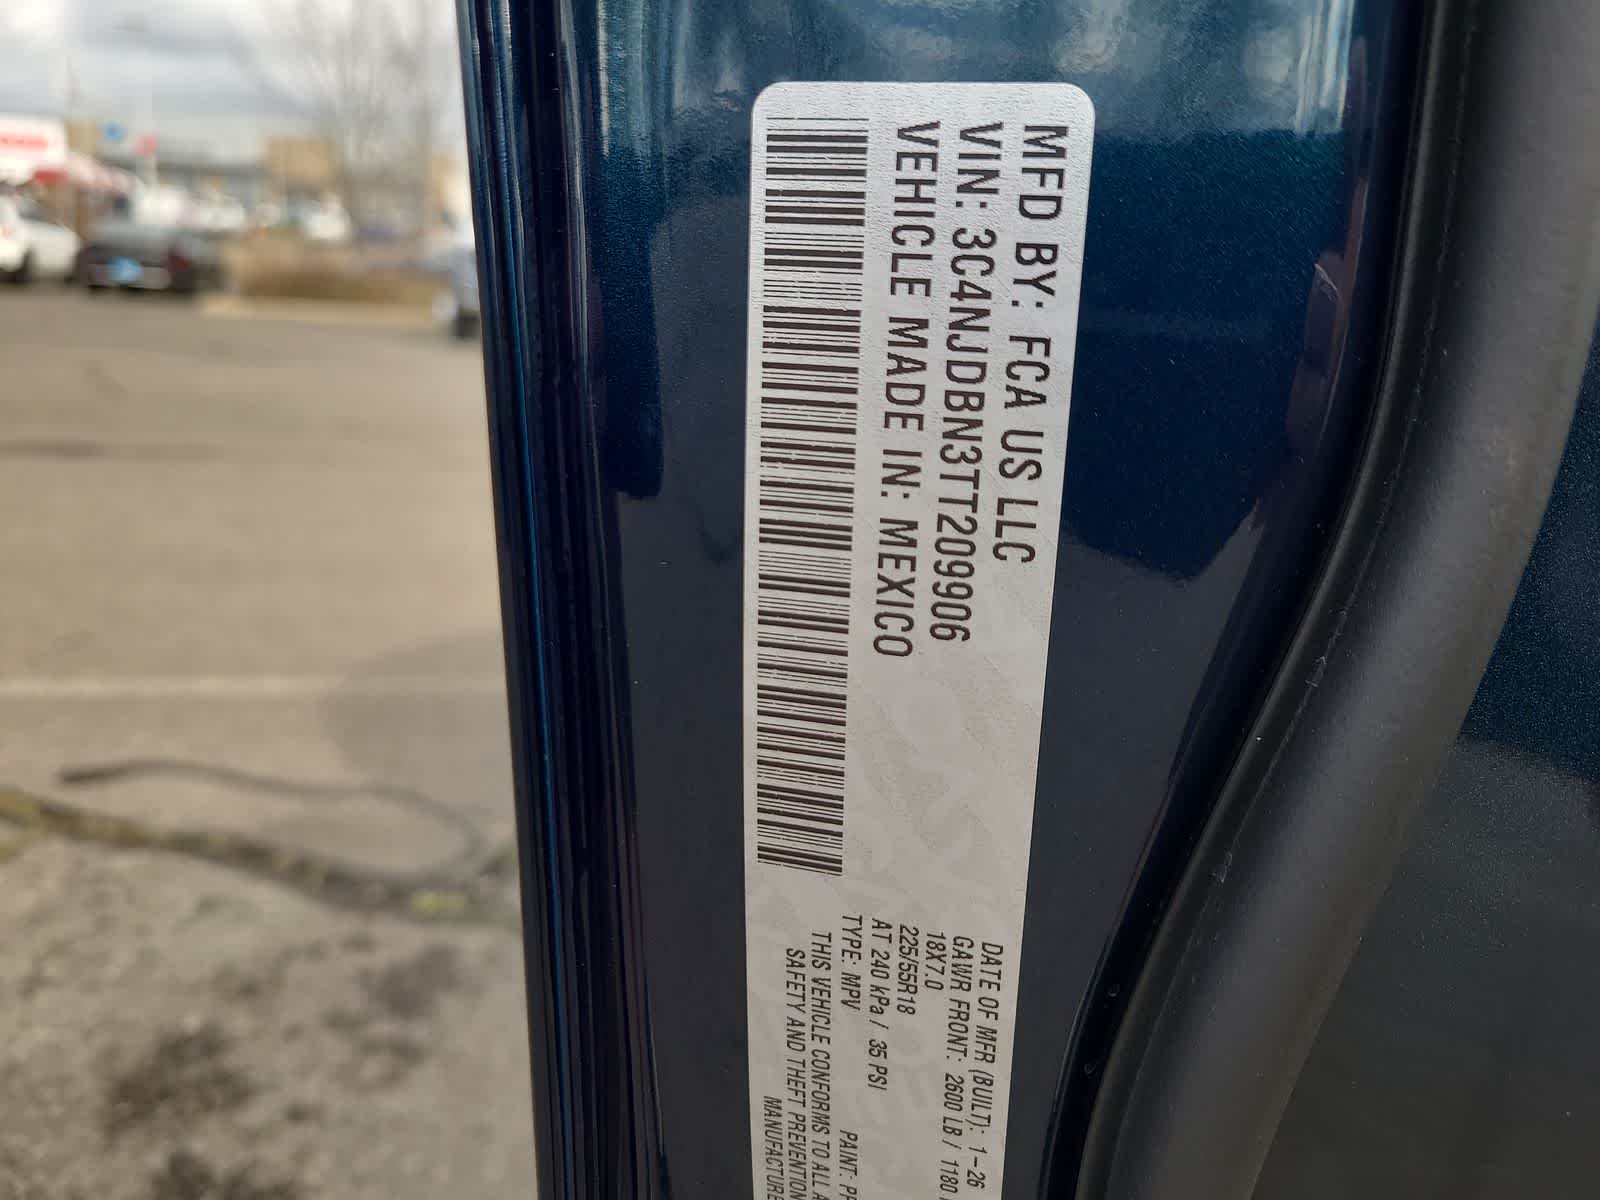 MFD BY: FCA US LLC
VIN: 3C4NJDBN3TT209906
VEHICLE MADE IN: MEXICO
DATE OF MFR (BUILT): 1-26
GAWR FRONT: 2600 LB / 1180
18X7.0
225/55R18
AT 240 kPa / 35 PSI
TYPE: MPV PAINT:
THIS VEHICLE CONFORMS TO ALL
SAFETY AND THEFT PREVENTION
MANUFACTURE